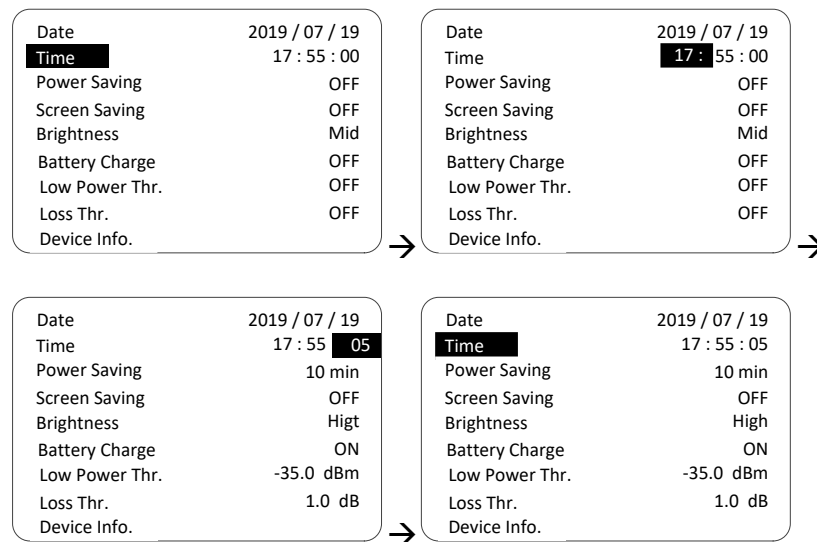 Date 2019 / 07 / 19
Time 17 : 55 : 00
Power Saving OFF
Screen Saving OFF
Brightness Mid
Battery Charge OFF
Low Power Thr. OFF
Loss Thr. OFF
Device Info.
→
Date 2019 / 07 / 19
Time 17 : 55 : 00
Power Saving OFF
Screen Saving OFF
Brightness Mid
Battery Charge OFF
Low Power Thr. OFF
Loss Thr. OFF
Device Info.
→
Date 2019 / 07 / 19
Time 17 : 55 05
Power Saving 10 min
Screen Saving OFF
Brightness Higt
Battery Charge ON
Low Power Thr. -35.0 dBm
Loss Thr. 1.0 dB
Device Info.
→
Date 2019 / 07 / 19
Time 17 : 55 : 05
Power Saving 10 min
Screen Saving OFF
Brightness High
Battery Charge ON
Low Power Thr. -35.0 dBm
Loss Thr. 1.0 dB
Device Info.